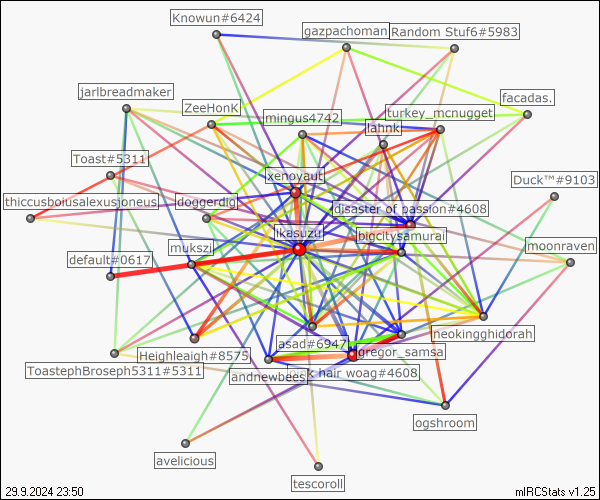 Knowun#6424
gazpachoman
Random Stuf6#5983
jarlbreadmaker
facadas.
ZeeHonK
mingus4742
turkey_mcnugget
lahnk
Toast#5311
xenoyaut
Duck™#9103
thiccusboiusalexusjoneus
doggerdig
disaster of passion#4608
ikasuzu
biocitysamurai
mukszi
moonraven
default#0617
neokingghidorah
asad#6947
gregor_samsa
Heighleaigh#8575
ToastephBroseph5311#5311
andnewbees
hair woag#4608
ogshroom
avelicious
tescoroll
29.9.2024 23:50
mIRCStats v1.25